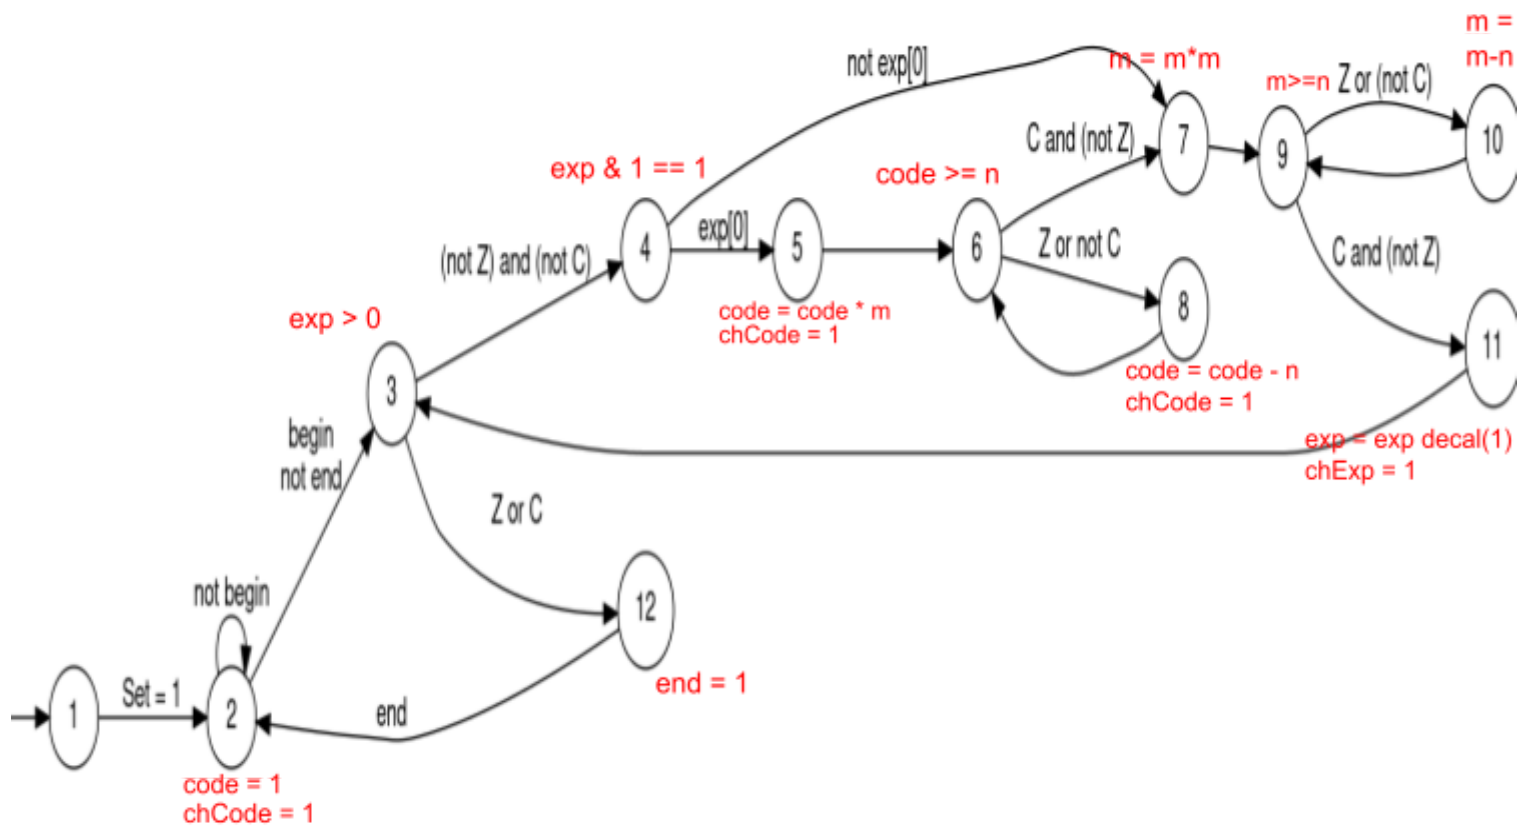 m =
m-n
not exp[0]
m = m*m
m>=n
Z or (not C)
10
7
9
C and (not Z)
exp & 1 == 1
code >= n
4
exp[0]
5
6
Z or not C
C and (not Z)
(not Z) and (not C)
8
code = code * m
chCode = 1
exp > 0
11
code = code - n
chCode = 1
3
begin
not end
exp = exp decal(1)
chExp = 1
Z or C
not begin
12
end = 1
1
Set = 1
2
end
code = 1
chCode = 1